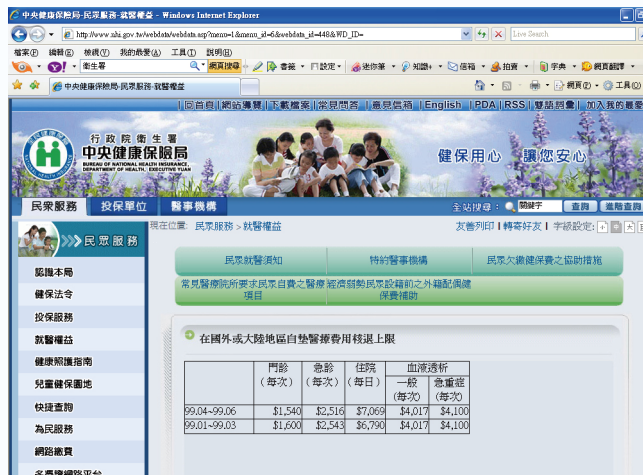 中央健康保險局-民眾服務-就醫權益 - Windows Internet Explorer
http://www.nhi.gov.tw/webdata/webdata.asp?menu=1&menu_id=6&webdata_id=448&WD_ID=
Live Search
檔案(F) 編輯(E) 檢視(V) 我的最愛(A) 工具(T) 說明(H)
衛生署 網頁搜尋 書籤 設定 迷你筆 知識+ 信箱 拍賣 字典 網頁翻譯
中央健康保險局-民眾服務-就醫權益 網頁(P) 工具(O)
|回首頁|網站導覽|下載檔案|常見問答|意見信箱|English|PDA|RSS|雙語詞彙|加入我的最愛
行政院衛生署
中央健康保險局
BUREAU OF NATIONAL HEALTH INSURANCE,
DEPARTMENT OF HEALTH, EXECUTIVE YUAN
健保用心 讓您安心
民眾服務 投保單位 醫事機構
全站搜尋: 關鍵字 查詢 進階查詢
現在位置: 民眾服務 > 就醫權益
友善列印 | 轉寄好友 | 字級設定:
民眾服務
民眾就醫須知 特約醫事機構 民眾欠繳健保費之協助措施
常見醫療院所要求民眾自費之醫療項目 經濟弱勢民眾設籍前之外籍配偶健保費補助
認識本局
健保法令
投保服務
就醫權益
健康照護指南
兒童健保園地
快捷查詢
為民服務
網路繳費
多憑證網路平台
在國外或大陸地區自墊醫療費用核退上限
門診(每次) 急診(每次) 住院(每日) 血液透析
一般(每次) 急重症(每次)
99.04~99.06 $1,540 $2,516 $7,069 $4,017 $4,100
99.01~99.03 $1,600 $2,543 $6,790 $4,017 $4,100